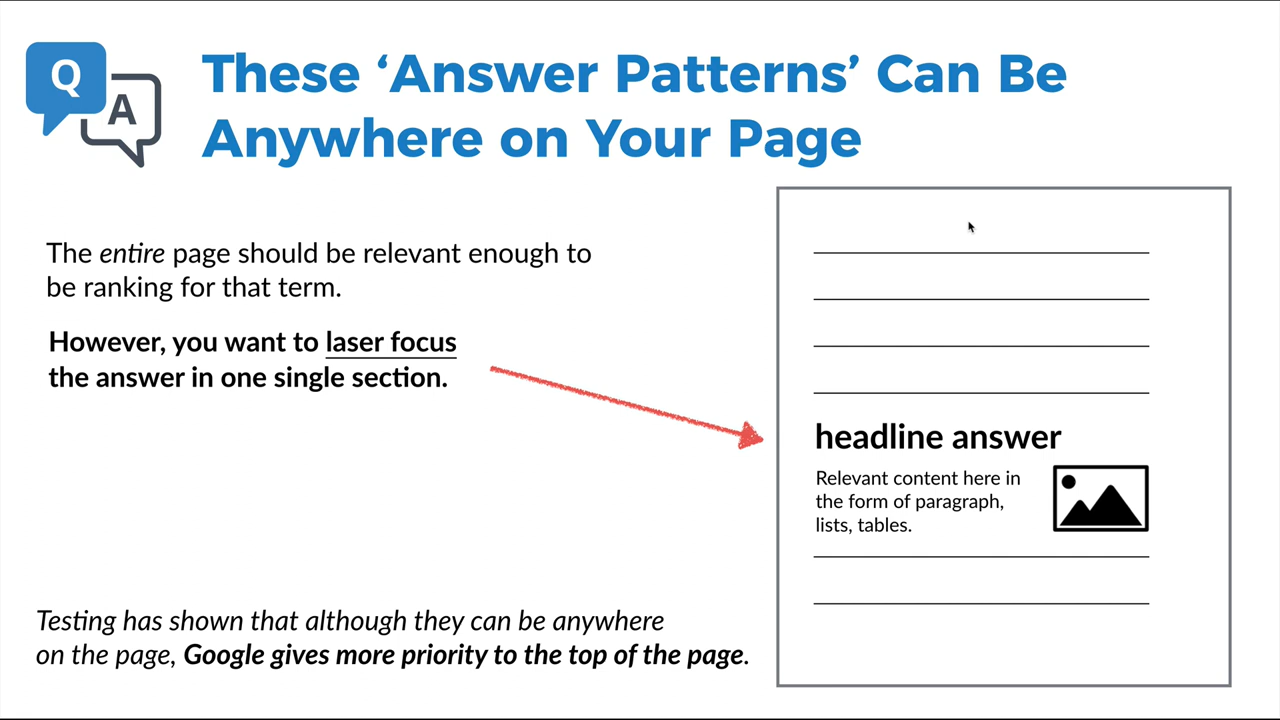 Q
A
These ‘Answer Patterns’ Can Be
Anywhere on Your Page
The entire page should be relevant enough to
be ranking for that term.
However, you want to laser focus
the answer in one single section.
headline answer
Relevant content here in
the form of paragraph,
lists, tables.
Testing has shown that although they can be anywhere
on the page, Google gives more priority to the top of the page.